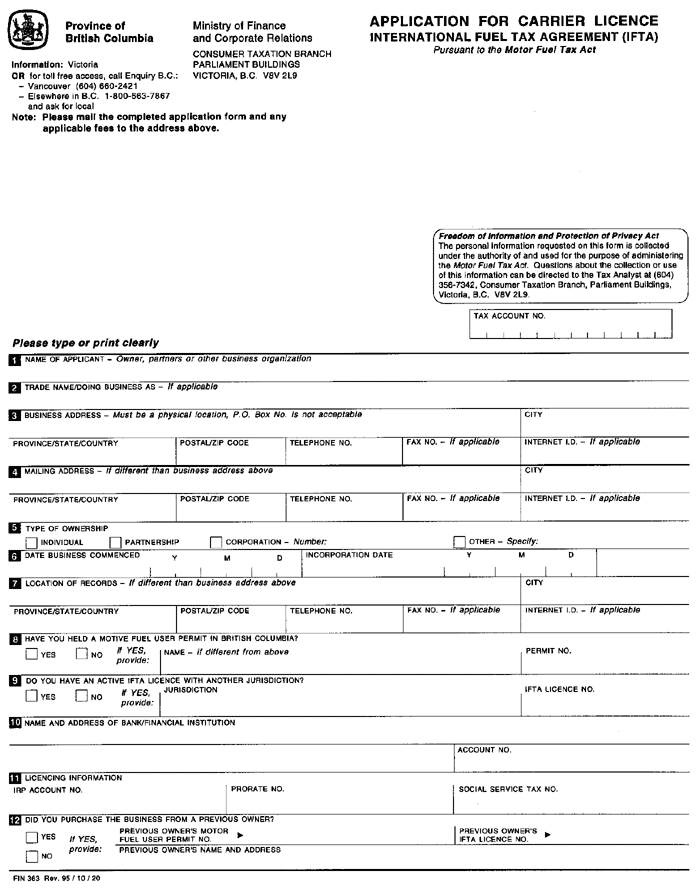 Province of
British Columbia
Ministry of Finance
and Corporate Relations
CONSUMER TAXATION BRANCH
PARLIAMENT BUILDINGS
VICTORIA, B.C. V8V 2L9
APPLICATION FOR CARRIER LICENCE
INTERNATIONAL FUEL TAX AGREEMENT (IFTA)
Pursuant to the Motor Fuel Tax Act
Information: Victoria
OR for toll free access, call Enquiry B.C.:
– Vancouver (604) 660-2421
– Elsewhere in B.C. 1-800-663-7867
and ask for local
Note: Please mail the completed application form and any
applicable fees to the address above.
Freedom of Information and Protection of Privacy Act
The personal information requested on this form is collected
under the authority of and used for the purpose of administering
the Motor Fuel Tax Act. Questions about the collection or use
of this information can be directed to the Tax Analyst at (604)
356-7342, Consumer Taxation Branch, Parliament Buildings,
Victoria, B.C. V8V 2L9.
TAX ACCOUNT NO.
Please type or print clearly
1 NAME OF APPLICANT – Owner, partners or other business organization
2 TRADE NAME/DOING BUSINESS AS – If applicable
3 BUSINESS ADDRESS – Must be a physical location, P.O. Box No. is not acceptable CITY
PROVINCE/STATE/COUNTRY POSTAL/ZIP CODE TELEPHONE NO. FAX NO. – If applicable INTERNET I.D. – If applicable
4 MAILING ADDRESS – If different than business address above CITY
PROVINCE/STATE/COUNTRY POSTAL/ZIP CODE TELEPHONE NO. FAX NO. – If applicable INTERNET I.D. – If applicable
5 TYPE OF OWNERSHIP
INDIVIDUAL PARTNERSHIP CORPORATION – Number: OTHER – Specify:
6 DATE BUSINESS COMMENCED Y M D INCORPORATION DATE Y M D
7 LOCATION OF RECORDS – If different than business address above CITY
PROVINCE/STATE/COUNTRY POSTAL/ZIP CODE TELEPHONE NO. FAX NO. – If applicable INTERNET I.D. – If applicable
8 HAVE YOU HELD A MOTIVE FUEL USER PERMIT IN BRITISH COLUMBIA?
YES NO If YES, provide: NAME – If different from above PERMIT NO.
9 DO YOU HAVE AN ACTIVE IFTA LICENCE WITH ANOTHER JURISDICTION?
YES NO If YES, provide: JURISDICTION IFTA LICENCE NO.
10 NAME AND ADDRESS OF BANK/FINANCIAL INSTITUTION
ACCOUNT NO.
11 LICENCING INFORMATION
IRP ACCOUNT NO. PRORATE NO. SOCIAL SERVICE TAX NO.
12 DID YOU PURCHASE THE BUSINESS FROM A PREVIOUS OWNER?
YES If YES, provide: PREVIOUS OWNER'S MOTOR FUEL USER PERMIT NO. ► PREVIOUS OWNER'S IFTA LICENCE NO. ►
NO PREVIOUS OWNER'S NAME AND ADDRESS
FIN 363 Rev. 95 / 10 / 20